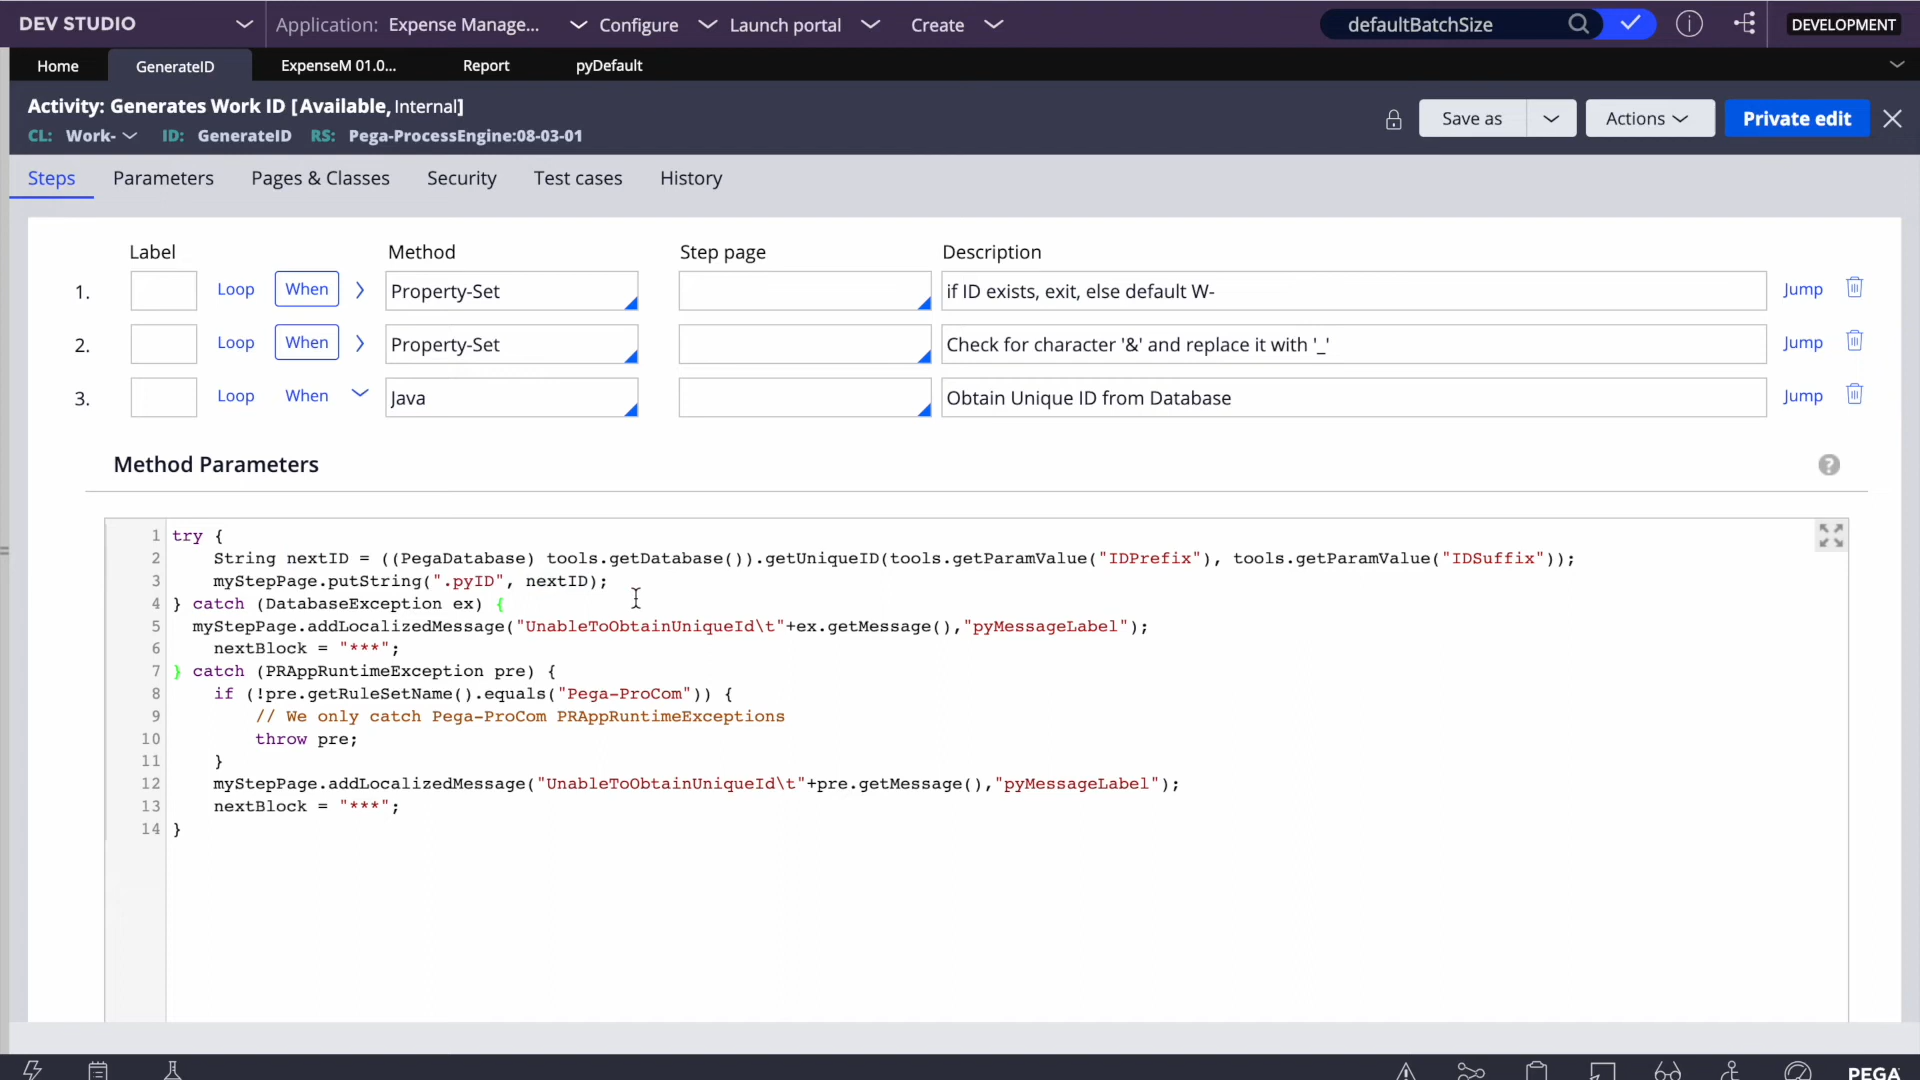 DEV STUDIO Application: Expense Manage... Configure Launch portal Create defaultBatchSize DEVELOPMENT
Home GenerateID ExpenseM 01.0... Report pyDefault
Activity: Generates Work ID [Available, Internal]
CL: Work- ID: GenerateID RS: Pega-ProcessEngine:08-03-01
Save as Actions Private edit
Steps Parameters Pages & Classes Security Test cases History
Label Method Step page Description
1. Loop When Property-Set if ID exists, exit, else default W- Jump
2. Loop When Property-Set Check for character '&' and replace it with '_' Jump
3. Loop When Java Obtain Unique ID from Database Jump
Method Parameters ?
1 try {
2 String nextID = ((PegaDatabase) tools.getDatabase()).getUniqueID(tools.getParamValue("IDPrefix"), tools.getParamValue("IDSuffix"));
3 myStepPage.putString(".pyID", nextID);
4 } catch (DatabaseException ex) {
5 myStepPage.addLocalizedMessage("UnableToObtainUniqueId\t"+ex.getMessage(),"pyMessageLabel");
6 nextBlock = "***";
7 } catch (PRAppRuntimeException pre) {
8 if (!pre.getRuleSetName().equals("Pega-ProCom")) {
9 // We only catch Pega-ProCom PRAppRuntimeExceptions
10 throw pre;
11 }
12 myStepPage.addLocalizedMessage("UnableToObtainUniqueId\t"+pre.getMessage(),"pyMessageLabel");
13 nextBlock = "***";
14 }
PEGA